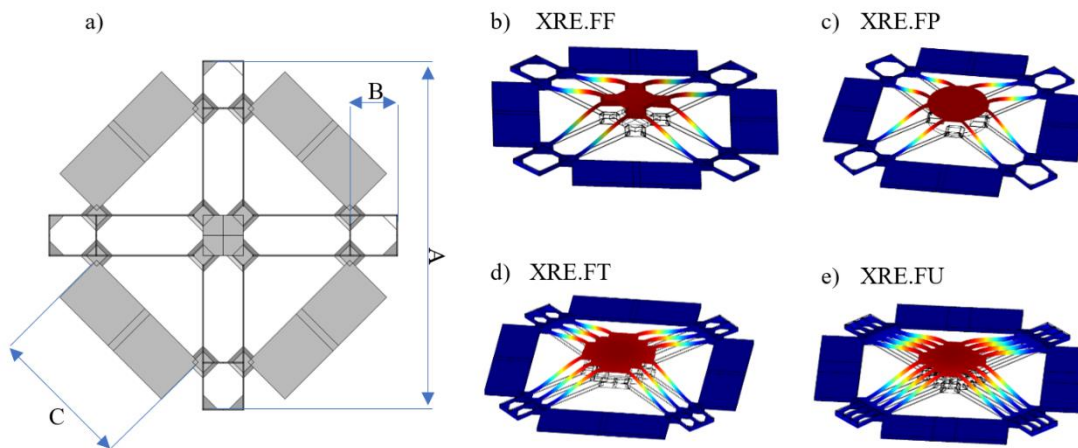 a)
b) XRE.FF
c) XRE.FP
B
A
C
d) XRE.FT
e) XRE.FU